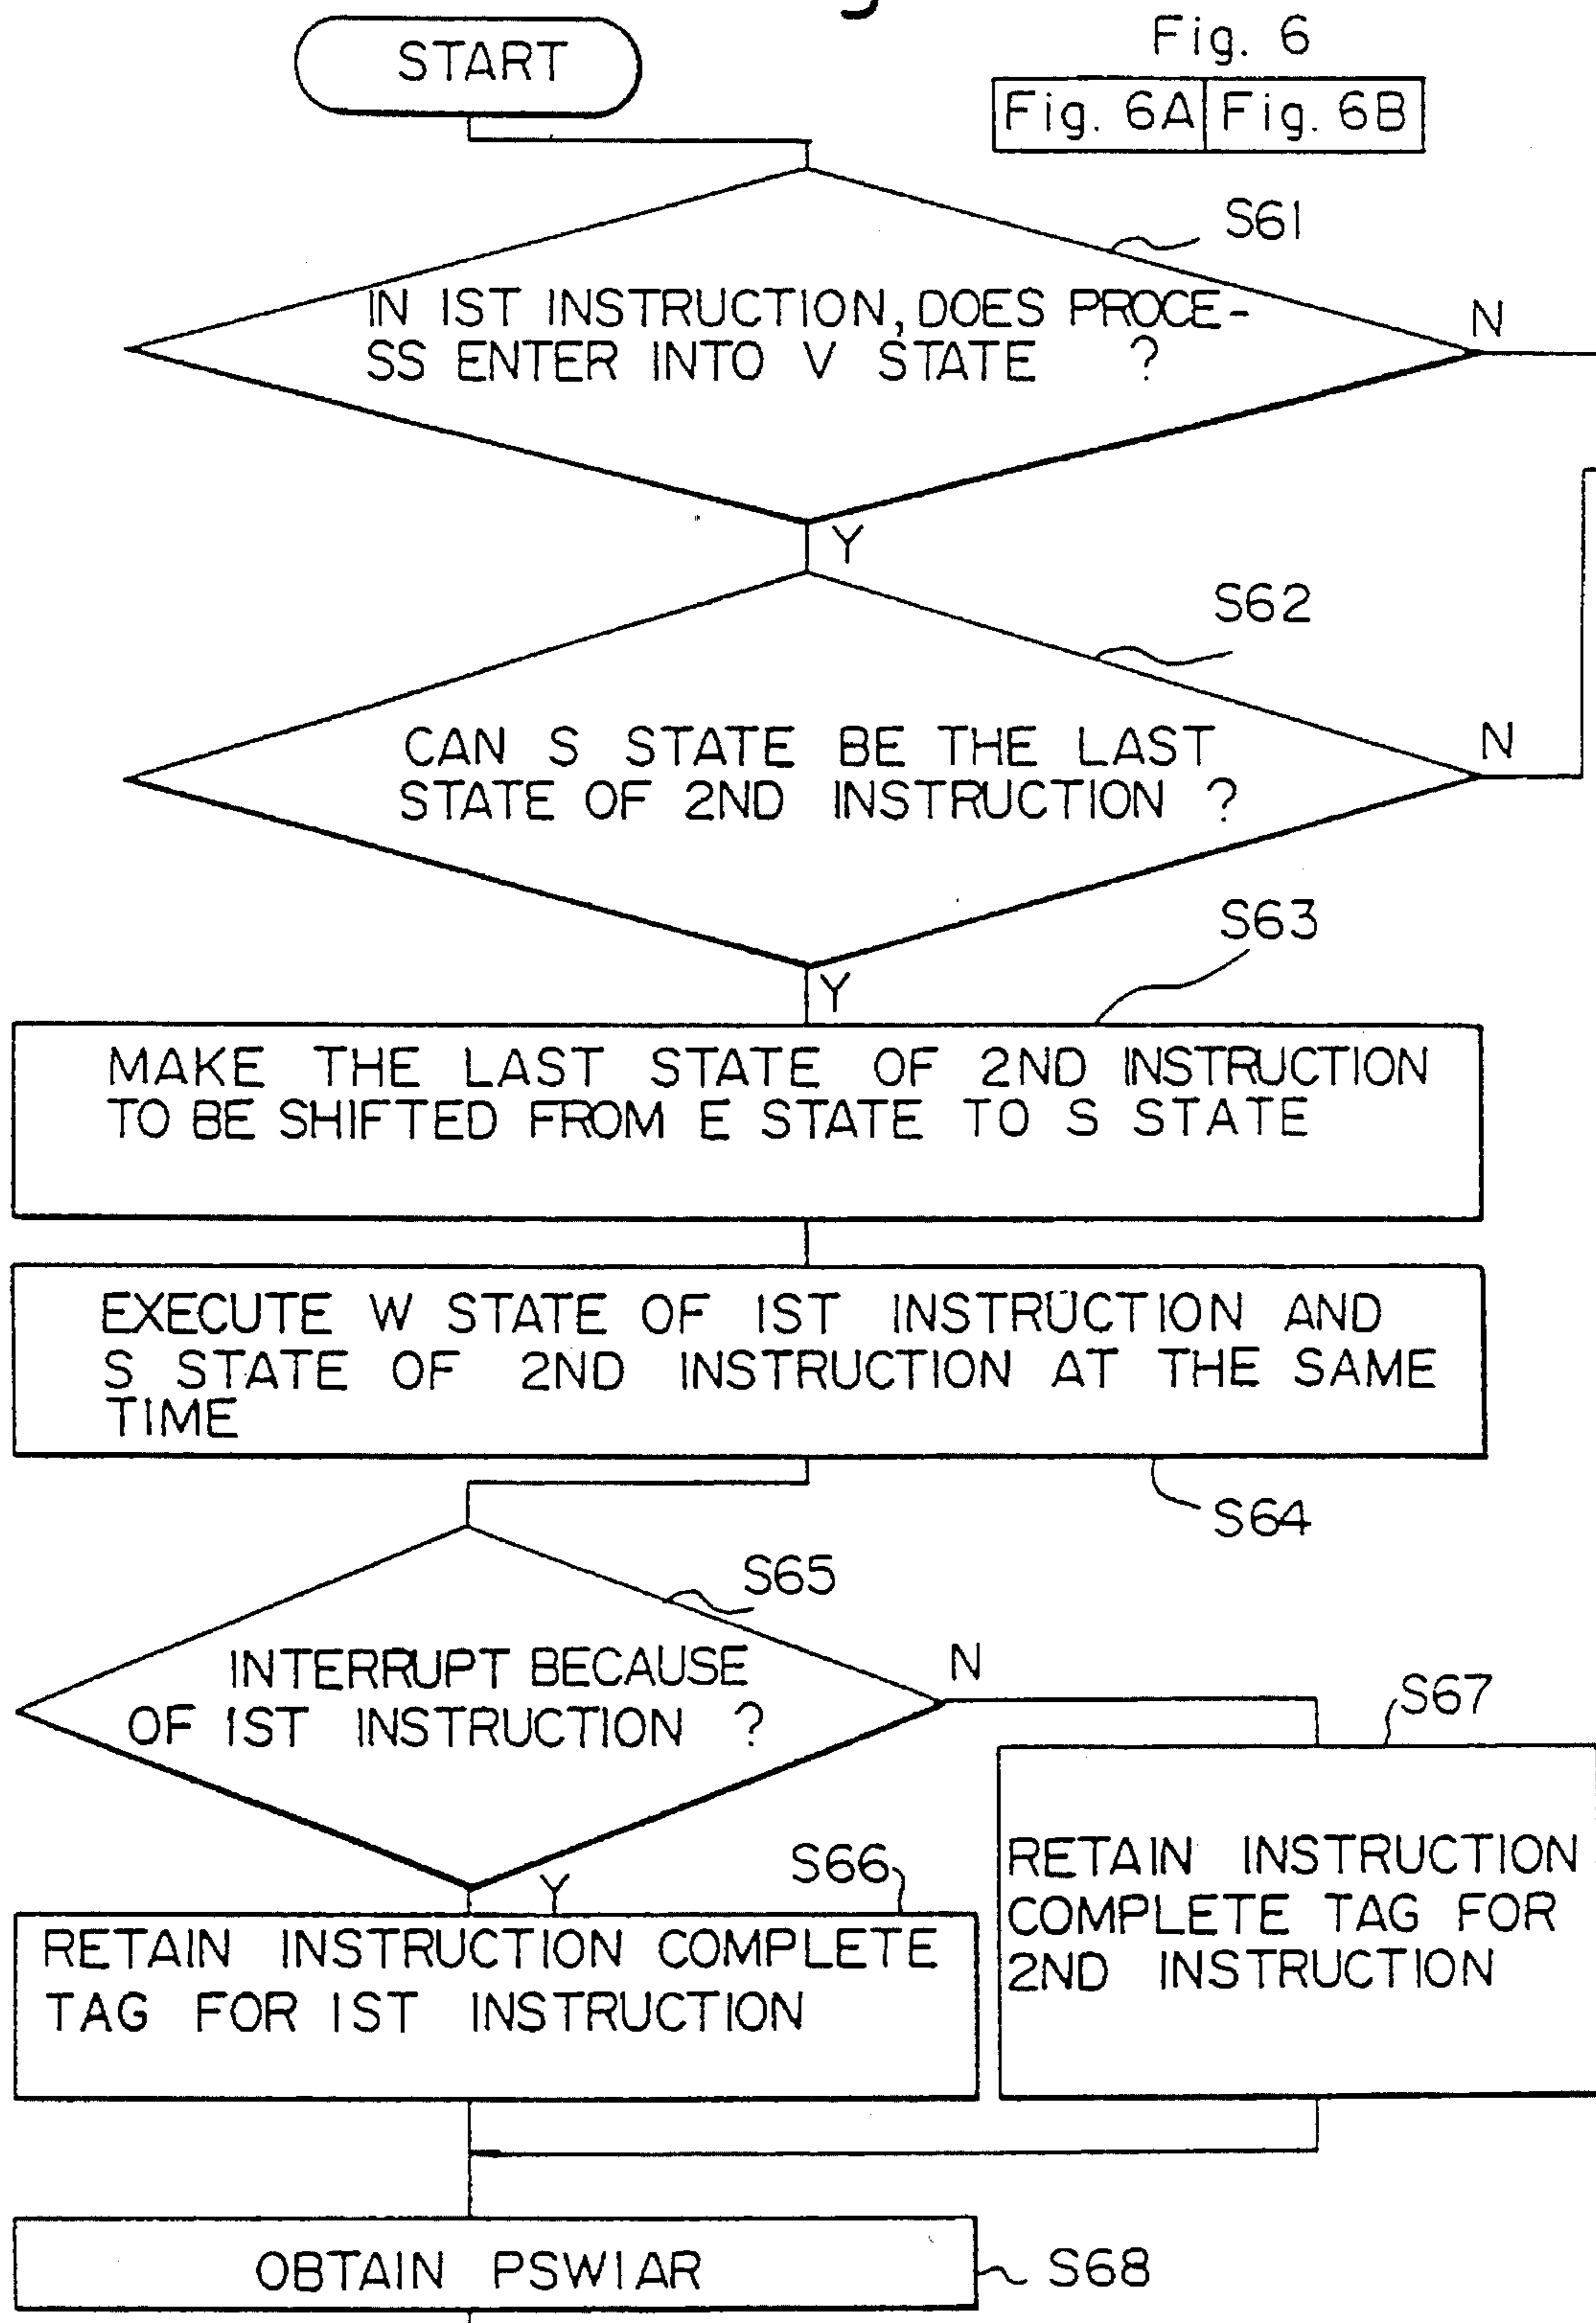 START
Fig. 6
Fig. 6A Fig. 6B
S61
IN 1ST INSTRUCTION, DOES PROCE-
SS ENTER INTO V STATE ?
N
Y
S62
CAN S STATE BE THE LAST
STATE OF 2ND INSTRUCTION ?
N
Y
S63
MAKE THE LAST STATE OF 2ND INSTRUCTION
TO BE SHIFTED FROM E STATE TO S STATE
EXECUTE W STATE OF 1ST INSTRUCTION AND
S STATE OF 2ND INSTRUCTION AT THE SAME
TIME
S64
S65
INTERRUPT BECAUSE
OF 1ST INSTRUCTION ?
N
Y
S67
S66
RETAIN INSTRUCTION COMPLETE
TAG FOR 1ST INSTRUCTION
RETAIN INSTRUCTION
COMPLETE TAG FOR
2ND INSTRUCTION
OBTAIN PSWIAR
S68